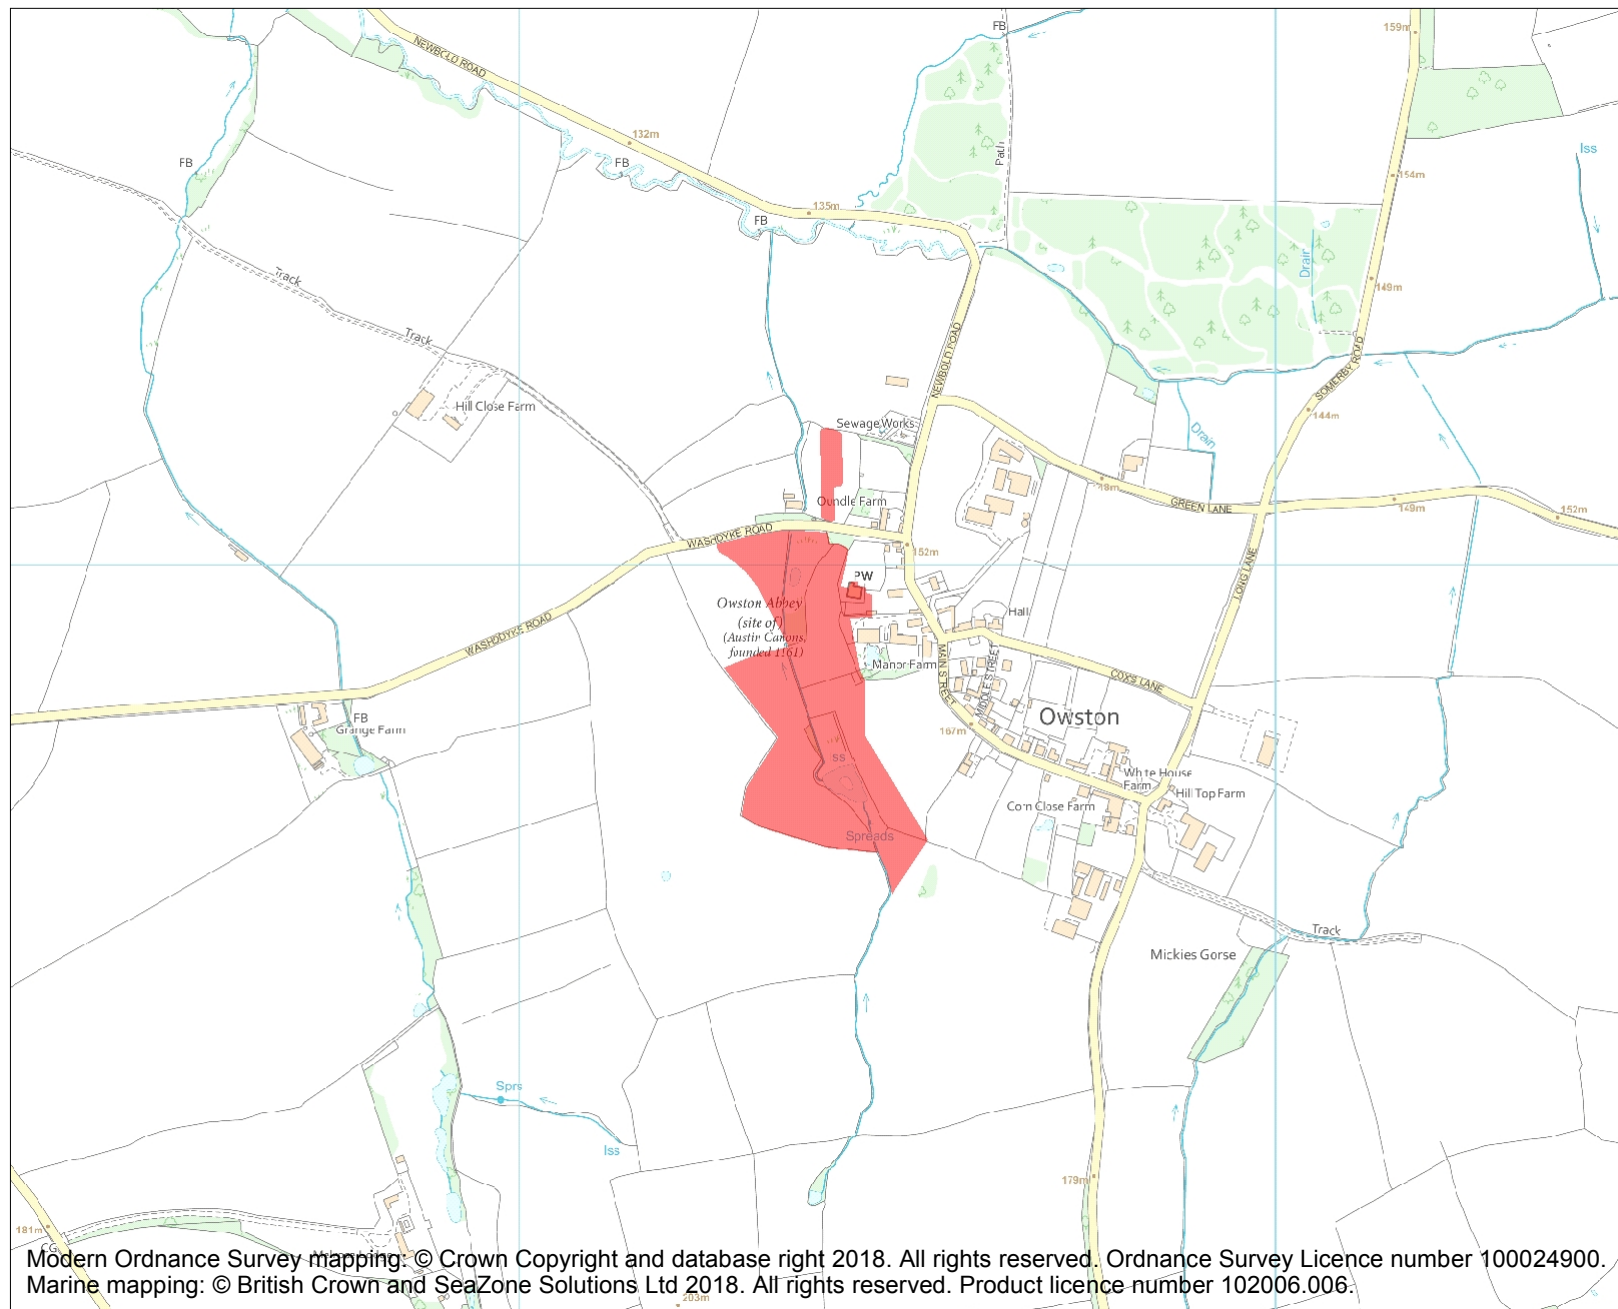 FB
159m
NEWBOLD ROAD
132m
FB
FB
Path
Iss
154m
135m
FB
Drain
149m
Track
Track
NEWBOLD ROAD
SOMERBY ROAD
Hill Close Farm
144m
Sewage Works
Drain
Oundle Farm
GREEN LANE
149m
152m
WASHDYKE ROAD
152m
LONG LANE
PW
Owston Abbey
(site of)
(Austin Canons,
founded 1161)
Hall
WASHDYKE ROAD
Manor Farm
MAIN STREET
MIDDLE STREET
COX'S LANE
Owston
FB
Grange Farm
167m
Iss
White House
Farm
Hill Top Farm
Corn Close Farm
Spreads
Track
Mickies Gorse
Sprs
Iss
179m
181m
CG
203m
Modern Ordnance Survey mapping: © Crown Copyright and database right 2018. All rights reserved. Ordnance Survey Licence number 100024900.
Marine mapping: © British Crown and SeaZone Solutions Ltd 2018. All rights reserved. Product licence number 102006.006.